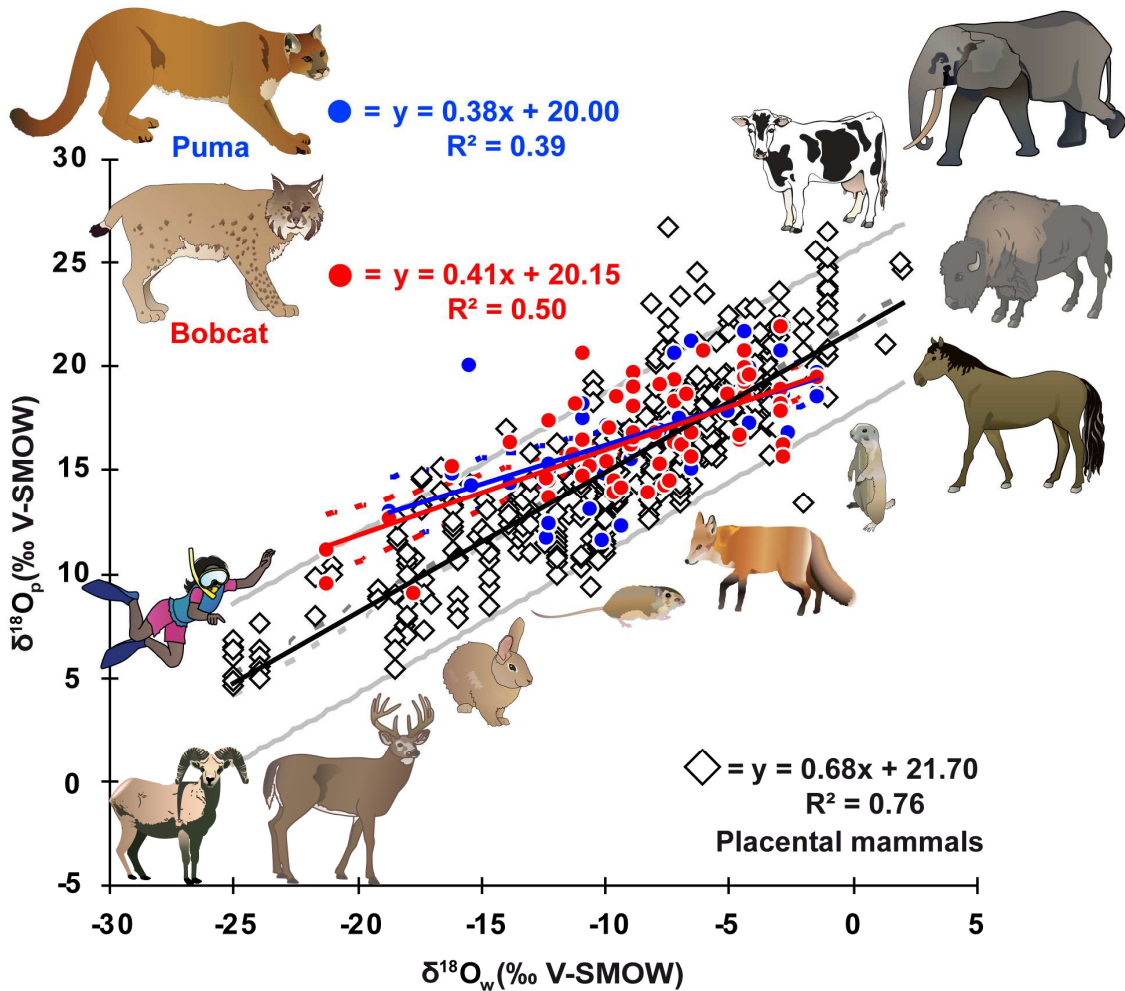 = y = 0.38x + 20.00
R² = 0.39
Puma
= y = 0.41x + 20.15
R² = 0.50
Bobcat
30
25
20
15
10
5
0
-5
δ¹⁸Oₚ(‰ V-SMOW)
= y = 0.68x + 21.70
R² = 0.76
Placental mammals
-30
-25
-20
-15
-10
-5
0
5
δ¹⁸O_w(‰ V-SMOW)